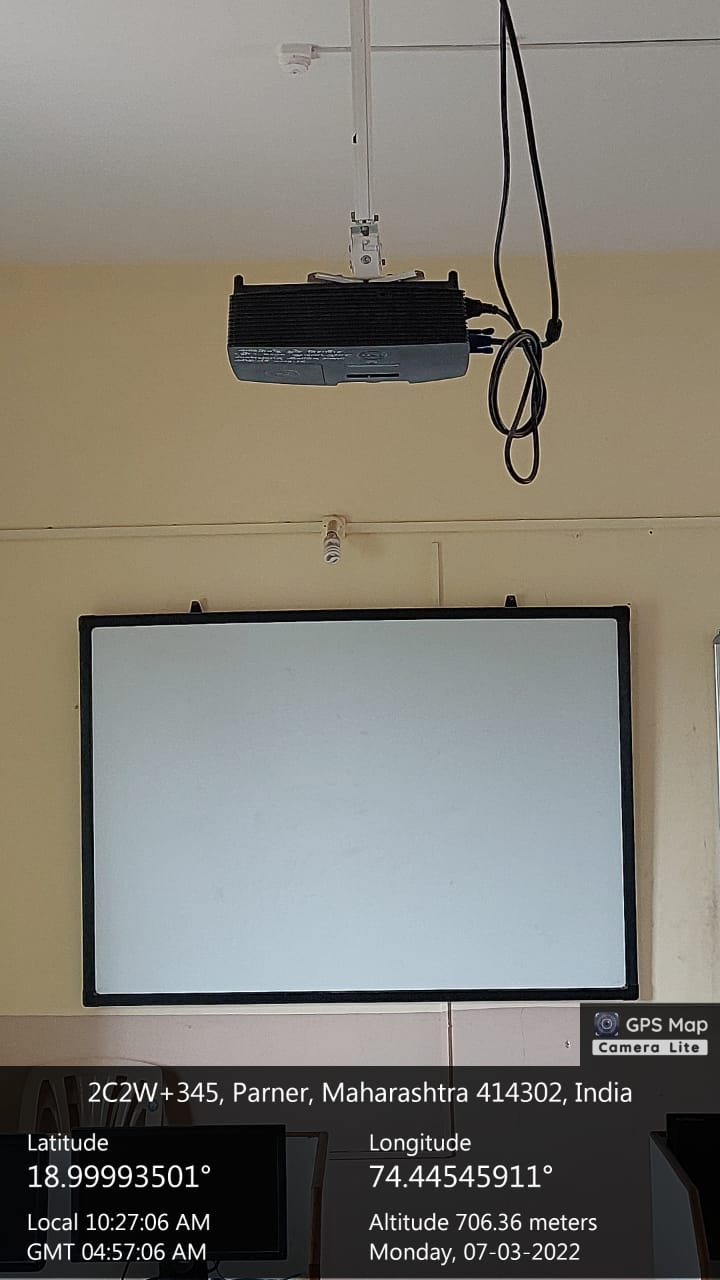 GPS Map
Camera Lite
2C2W+345, Parner, Maharashtra 414302, India
Latitude
18.99993501°
Longitude
74.44545911°
Local 10:27:06 AM
GMT 04:57:06 AM
Altitude 706.36 meters
Monday, 07-03-2022